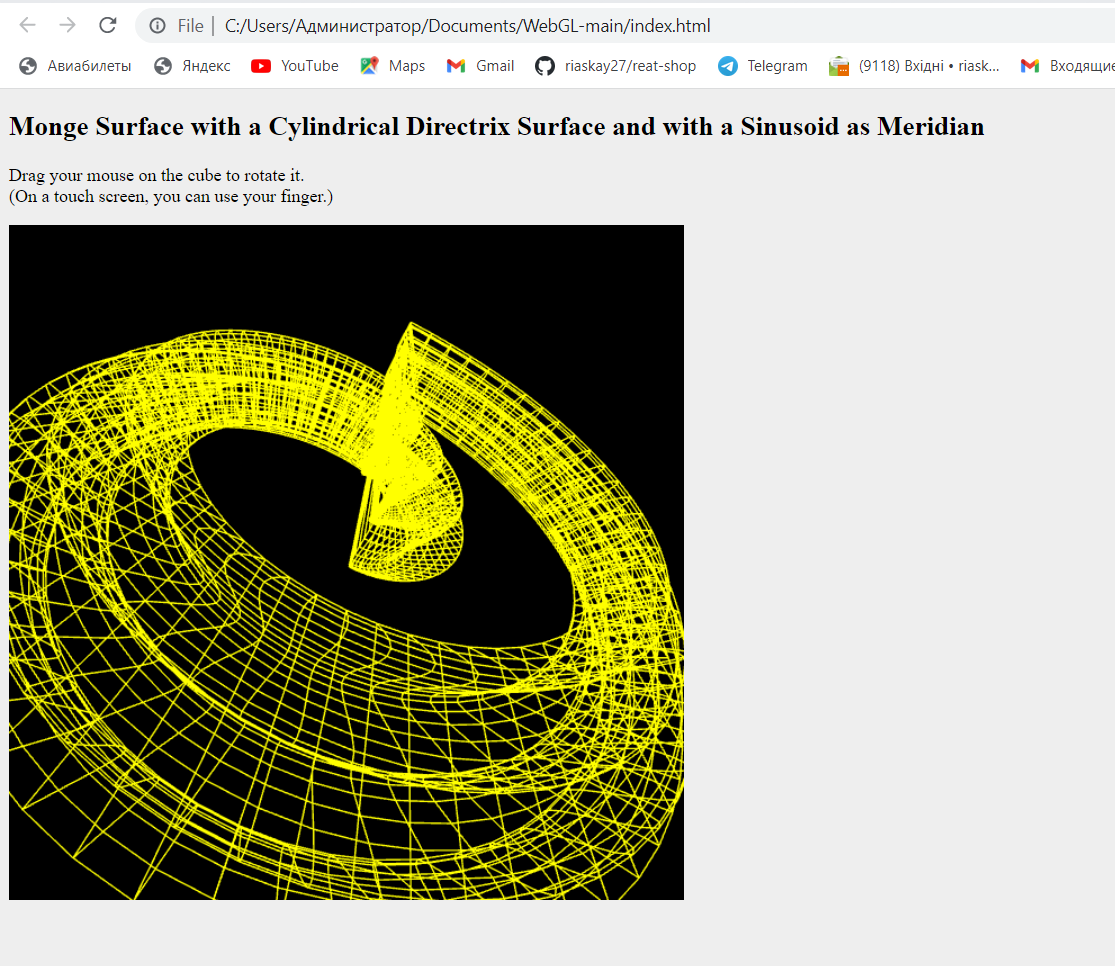 File | C:/Users/Администратор/Documents/WebGL-main/index.html
Авиабилеты Яндекс YouTube Maps Gmail riaskay27/reat-shop Telegram (9118) Вхідні • riask... Входящие
Monge Surface with a Cylindrical Directrix Surface and with a Sinusoid as Meridian
Drag your mouse on the cube to rotate it.
(On a touch screen, you can use your finger.)